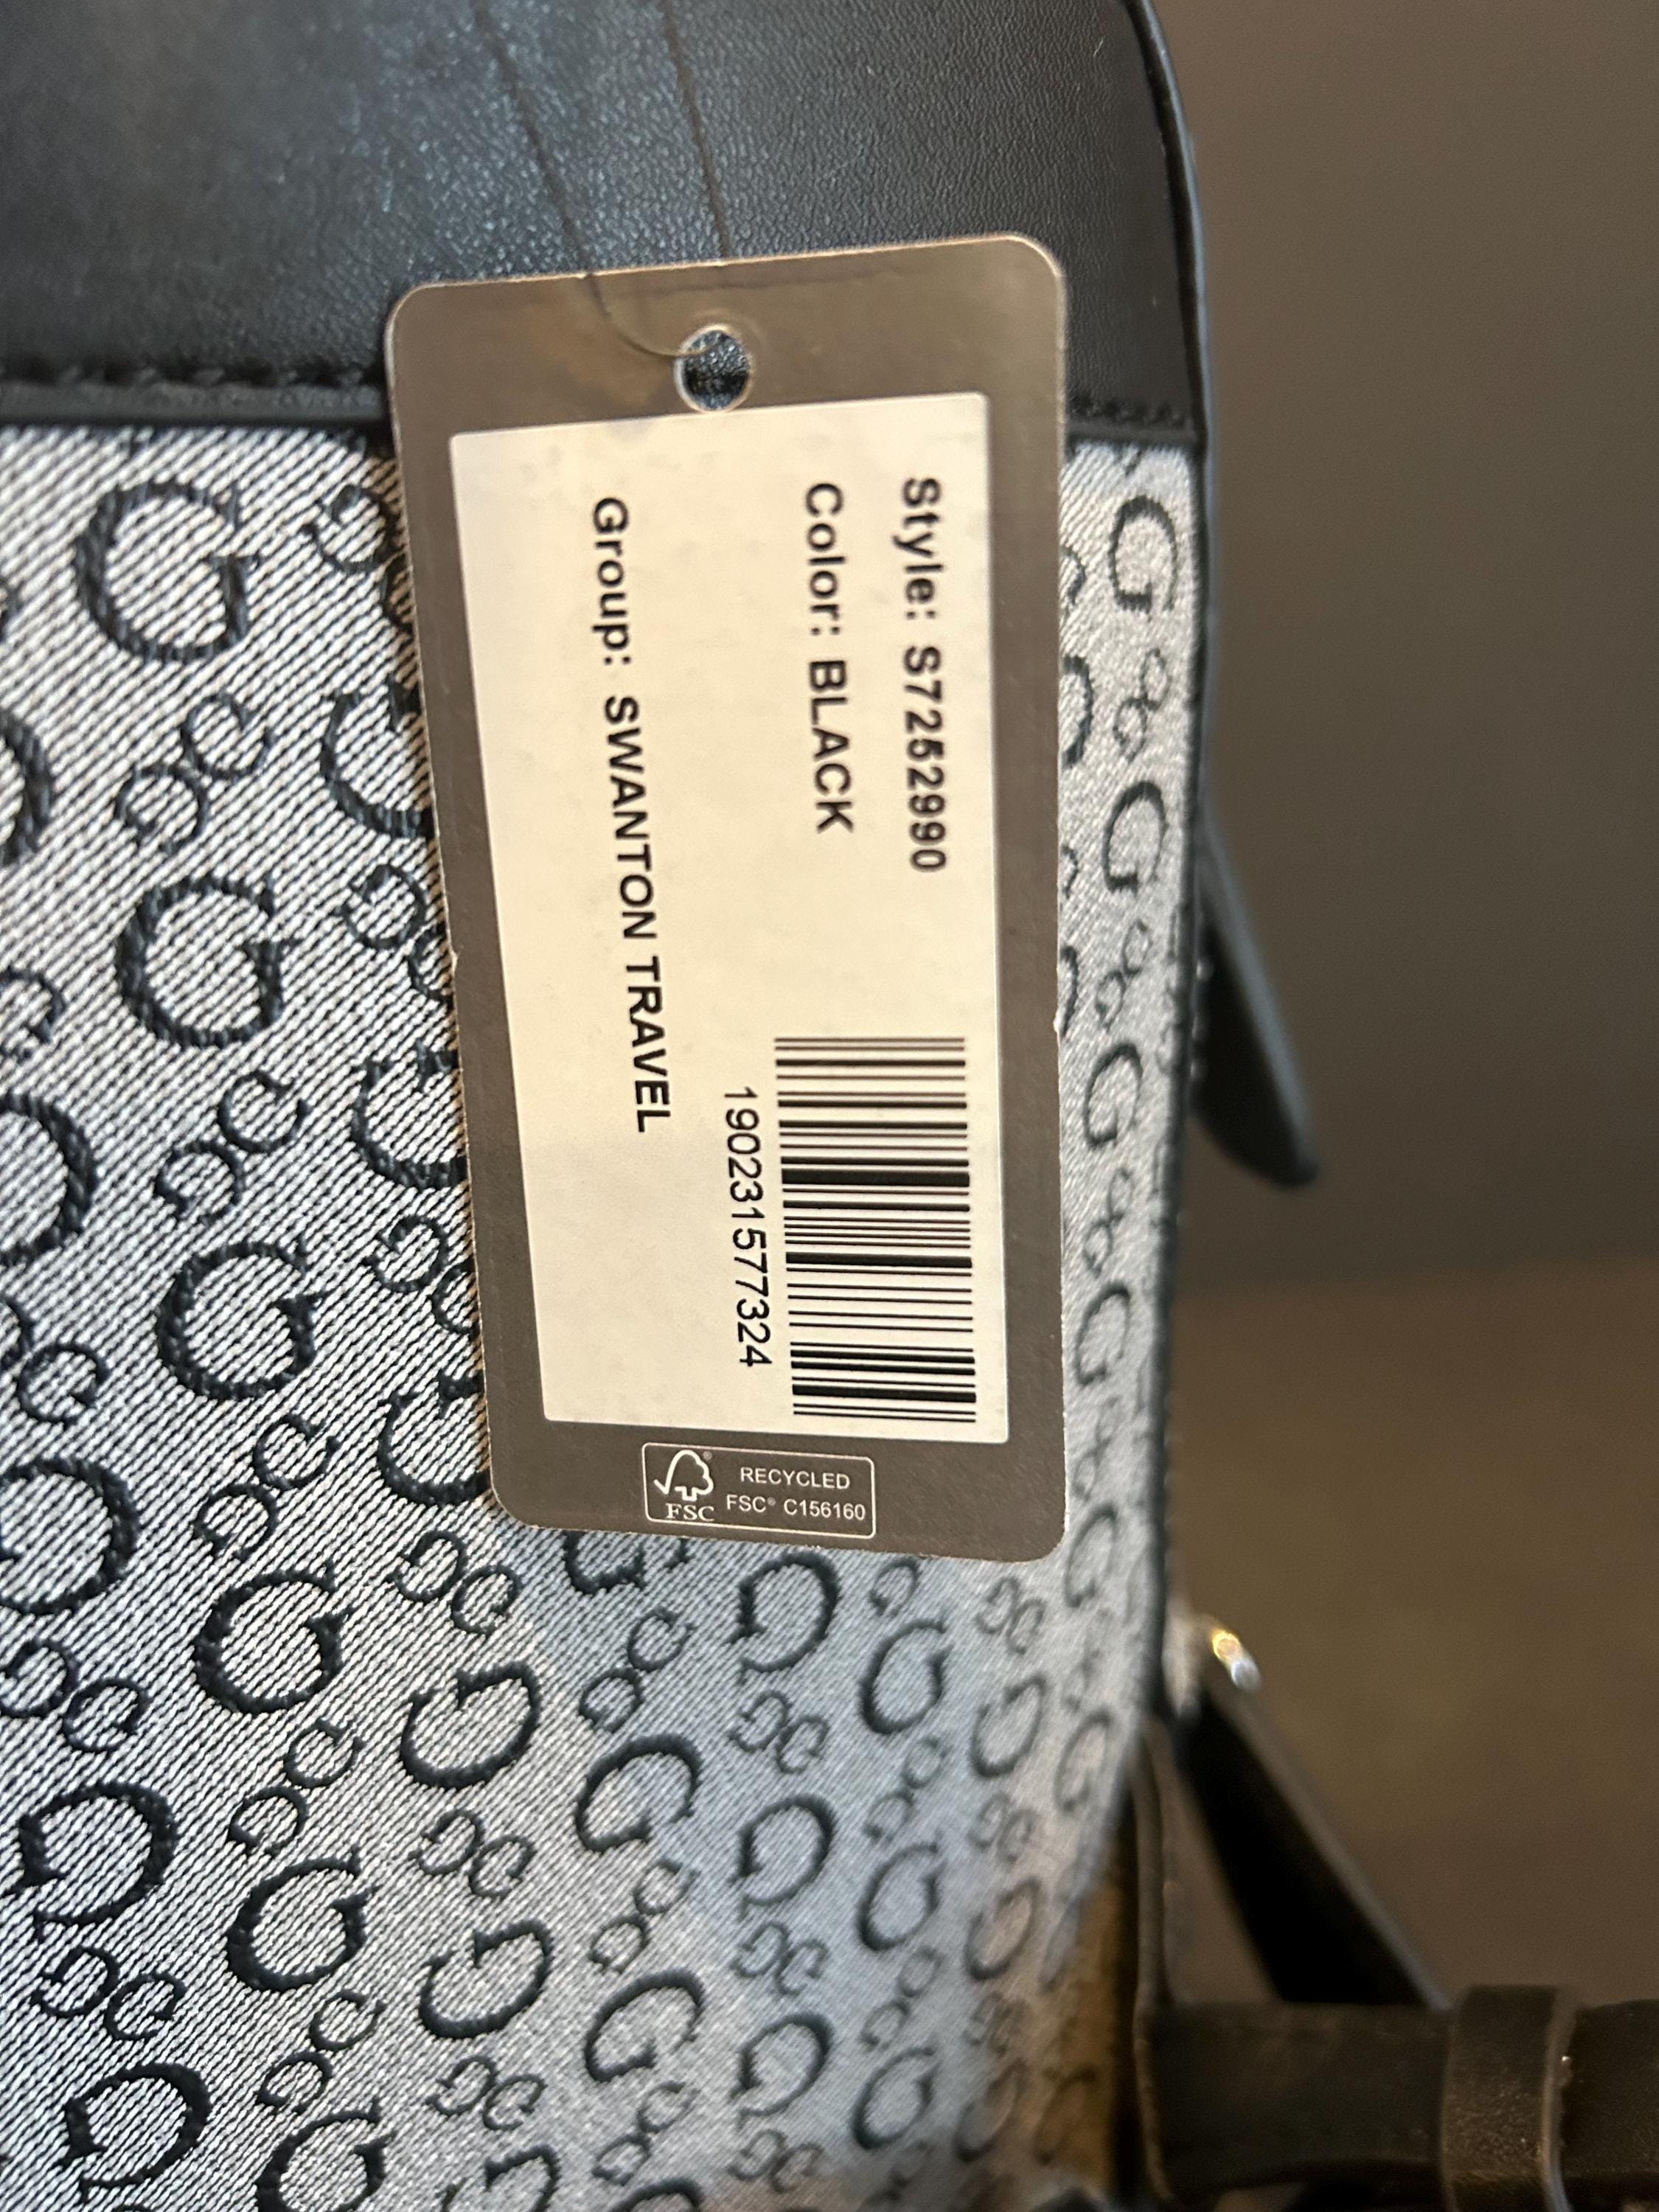 Style: S7252990
Color: BLACK
190231577324
Group: SWANTON TRAVEL
FSC®
RECYCLED
FSC® C156160
G